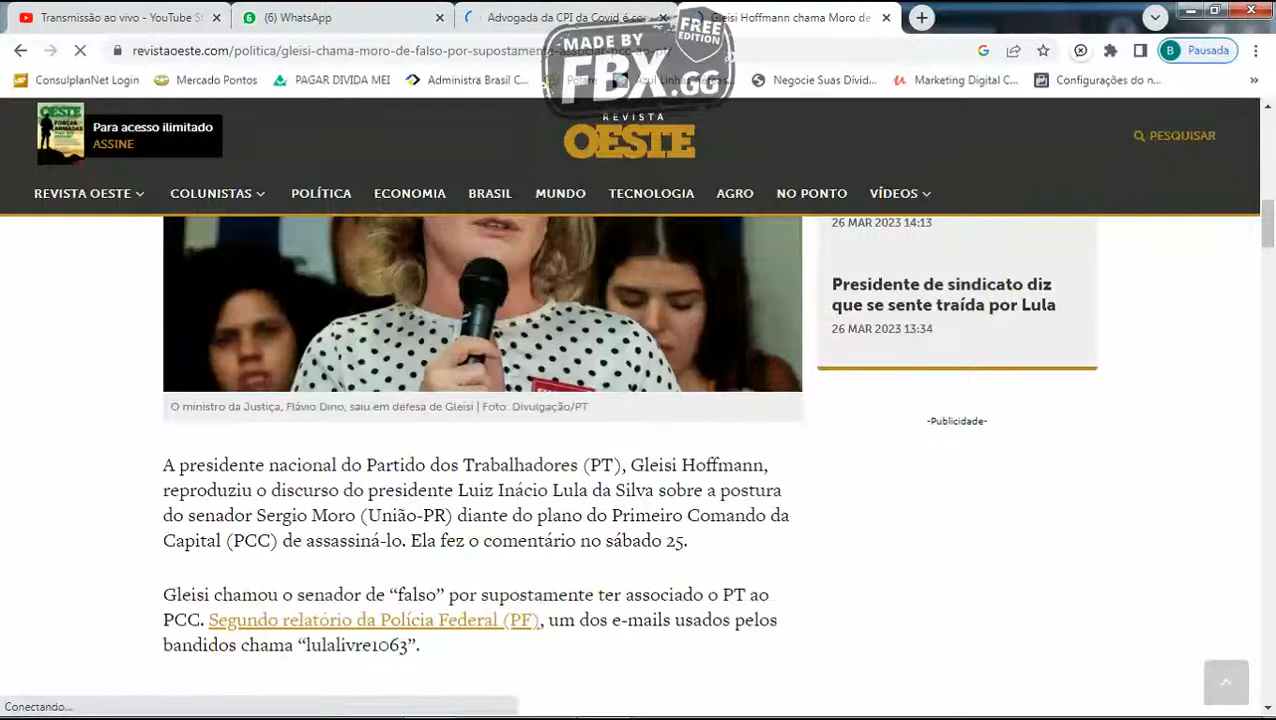 Transmissão ao vivo - YouTube St
(6) WhatsApp
Advogada da CPI da Covid é co
Gleisi Hoffmann chama Moro de
revistaoeste.com/politica/gleisi-chama-moro-de-falso-por-supostamente-associar-pcc-ao-pt/
B Pausada
ConsulplanNet Login
Mercado Pontos
PAGAR DIVIDA MEI
Administra Brasil C...
Azul Linhas Aéreas...
Negocie Suas Dívid...
Marketing Digital C...
Configurações do n...
MADE BY
FBX.GG
FREE
EDITION
OESTE
Para acesso ilimitado
ASSINE
REVISTA
OESTE
PESQUISAR
REVISTA OESTE
COLUNISTAS
POLÍTICA
ECONOMIA
BRASIL
MUNDO
TECNOLOGIA
AGRO
NO PONTO
VÍDEOS
26 MAR 2023 14:13
Presidente de sindicato diz
que se sente traída por Lula
26 MAR 2023 13:34
-Publicidade-
O ministro da Justiça, Flávio Dino, saiu em defesa de Gleisi | Foto: Divulgação/PT
A presidente nacional do Partido dos Trabalhadores (PT), Gleisi Hoffmann,
reproduziu o discurso do presidente Luiz Inácio Lula da Silva sobre a postura
do senador Sergio Moro (União-PR) diante do plano do Primeiro Comando da
Capital (PCC) de assassiná-lo. Ela fez o comentário no sábado 25.
Gleisi chamou o senador de “falso” por supostamente ter associado o PT ao
PCC. Segundo relatório da Polícia Federal (PF), um dos e-mails usados pelos
bandidos chama “lulalivre1063”.
Conectando...